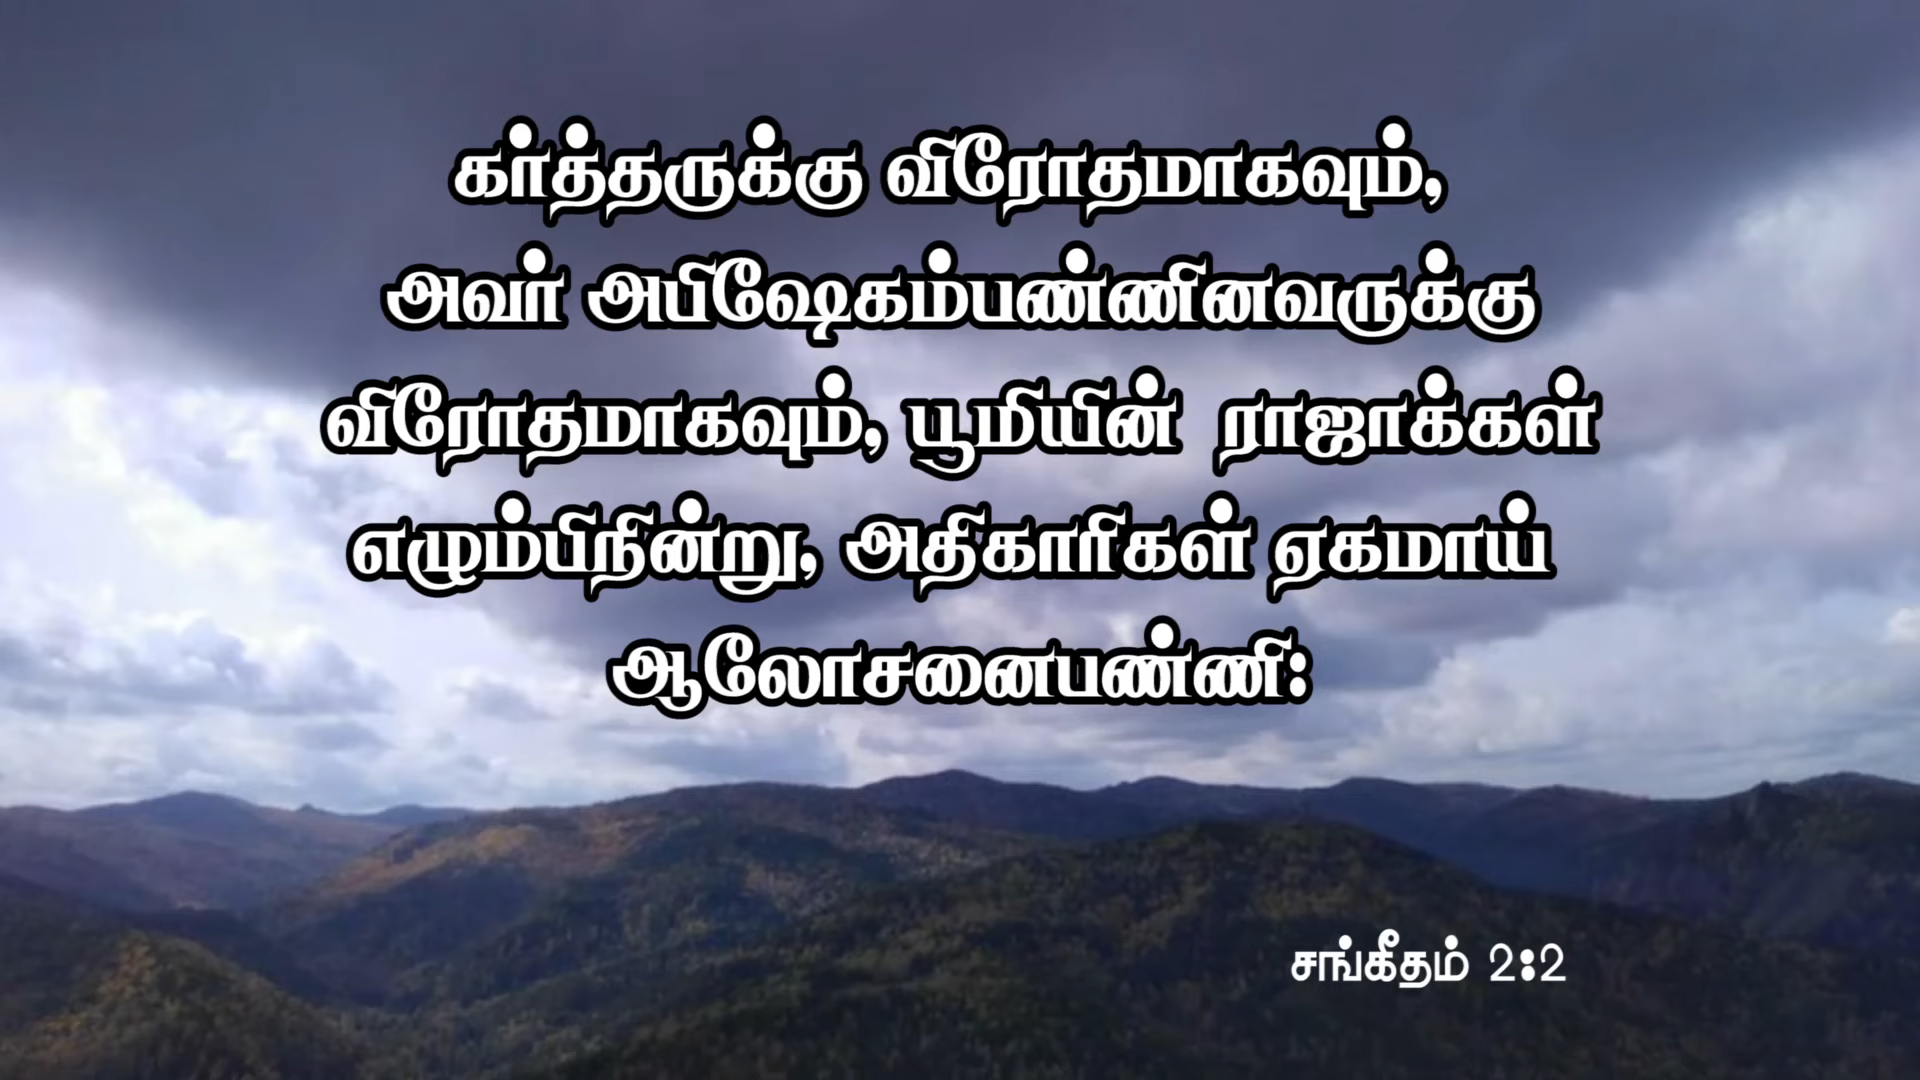 கர்த்தருக்கு விரோதமாகவும்,
அவர் அபிஷேகம்பண்ணினவருக்கு
விரோதமாகவும், பூமியின் ராஜாக்கள்
எழும்பிநின்று, அதிகாரிகள் ஏகமாய்
ஆலோசனைபண்ணி:
சங்கீதம் 2:2